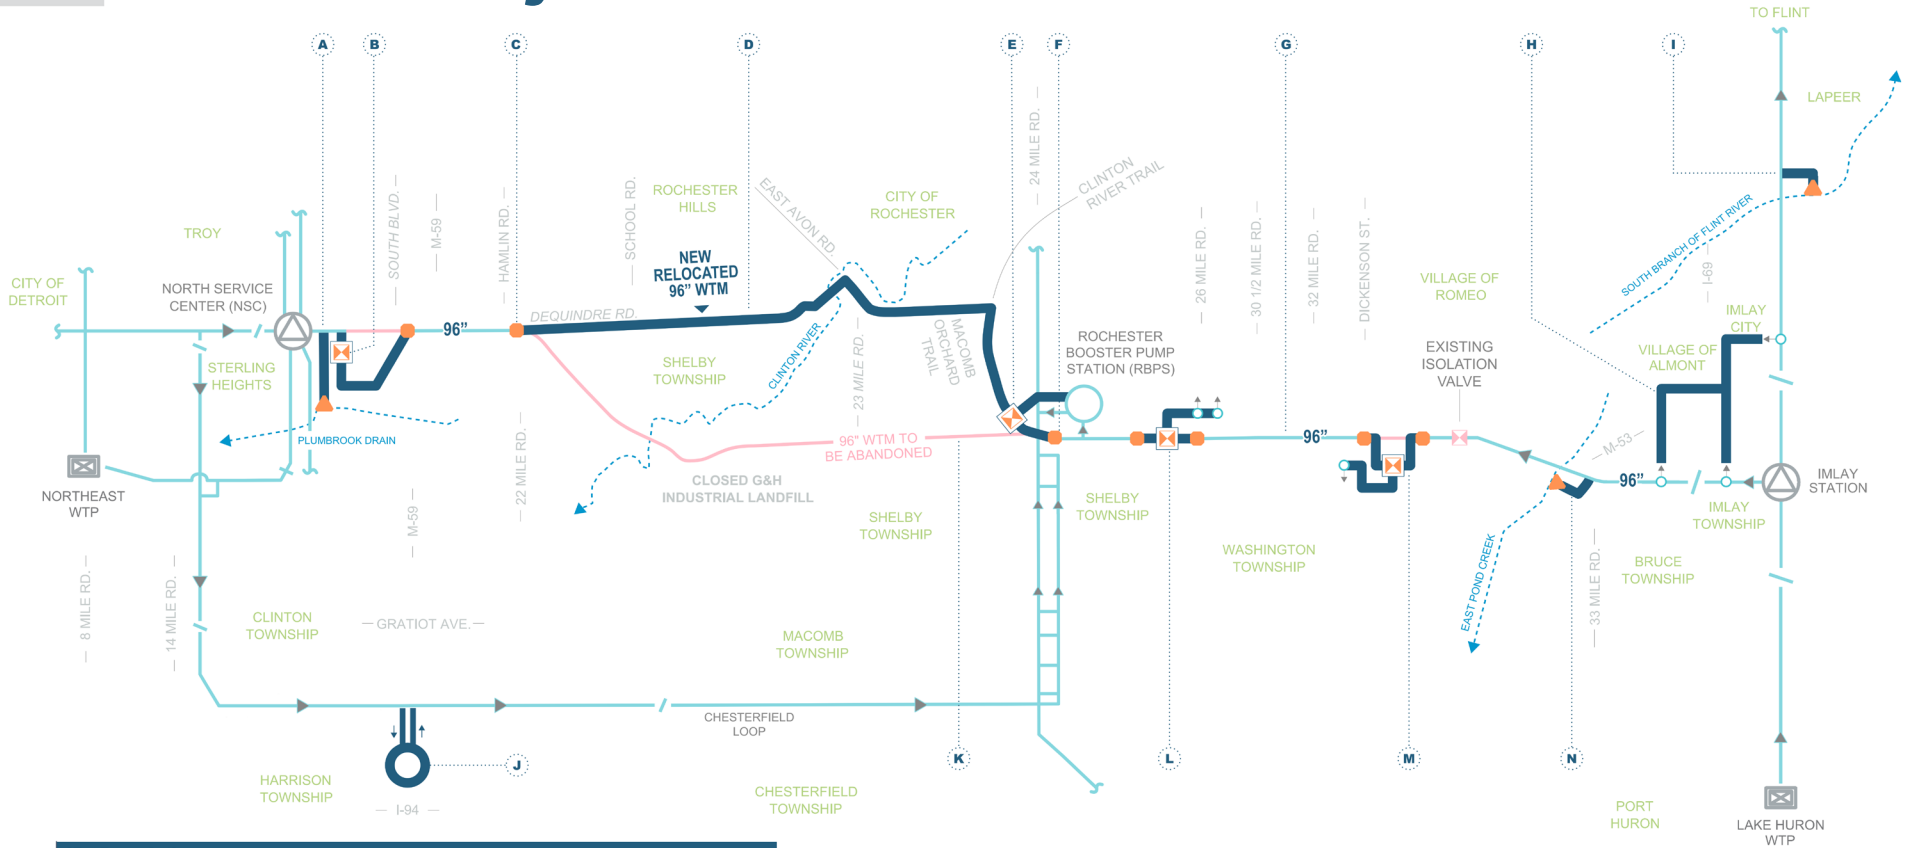 TO FLINT
A
B
C
D
E
F
G
H
I
LAPEER
24 MILE RD.
CLINTON
RIVER TRAIL
EAST AVON RD.
ROCHESTER
HILLS
CITY OF
ROCHESTER
SCHOOL RD.
HAMLIN RD.
M-59
SOUTH BLVD.
TROY
CITY OF
DETROIT
NORTH SERVICE
CENTER (NSC)
96”
NEW
RELOCATED
96” WTM
DEQUINDRE RD.
26 MILE RD.
30 1/2 MILE RD.
32 MILE RD.
DICKENSON ST.
VILLAGE OF
ROMEO
SOUTH BRANCH OF FLINT RIVER
I-69
IMLAY
CITY
VILLAGE OF
ALMONT
EXISTING
ISOLATION
VALVE
ROCHESTER
BOOSTER PUMP
STATION (RBPS)
MACOMB
ORCHARD
TRAIL
23 MILE RD.
CLINTON RIVER
SHELBY
TOWNSHIP
STERLING
HEIGHTS
PLUMBROOK DRAIN
22 MILE RD.
96” WTM TO
BE ABANDONED
CLOSED G&H
INDUSTRIAL LANDFILL
96”
M-53
96”
IMLAY
STATION
IMLAY
TOWNSHIP
NORTHEAST
WTP
M-59
SHELBY
TOWNSHIP
SHELBY
TOWNSHIP
WASHINGTON
TOWNSHIP
EAST POND CREEK
33 MILE RD.
BRUCE
TOWNSHIP
8 MILE RD.
14 MILE RD.
CLINTON
TOWNSHIP
GRATIOT AVE.
MACOMB
TOWNSHIP
CHESTERFIELD
LOOP
J
K
L
M
N
HARRISON
TOWNSHIP
I-94
CHESTERFIELD
TOWNSHIP
PORT
HURON
LAKE HURON
WTP